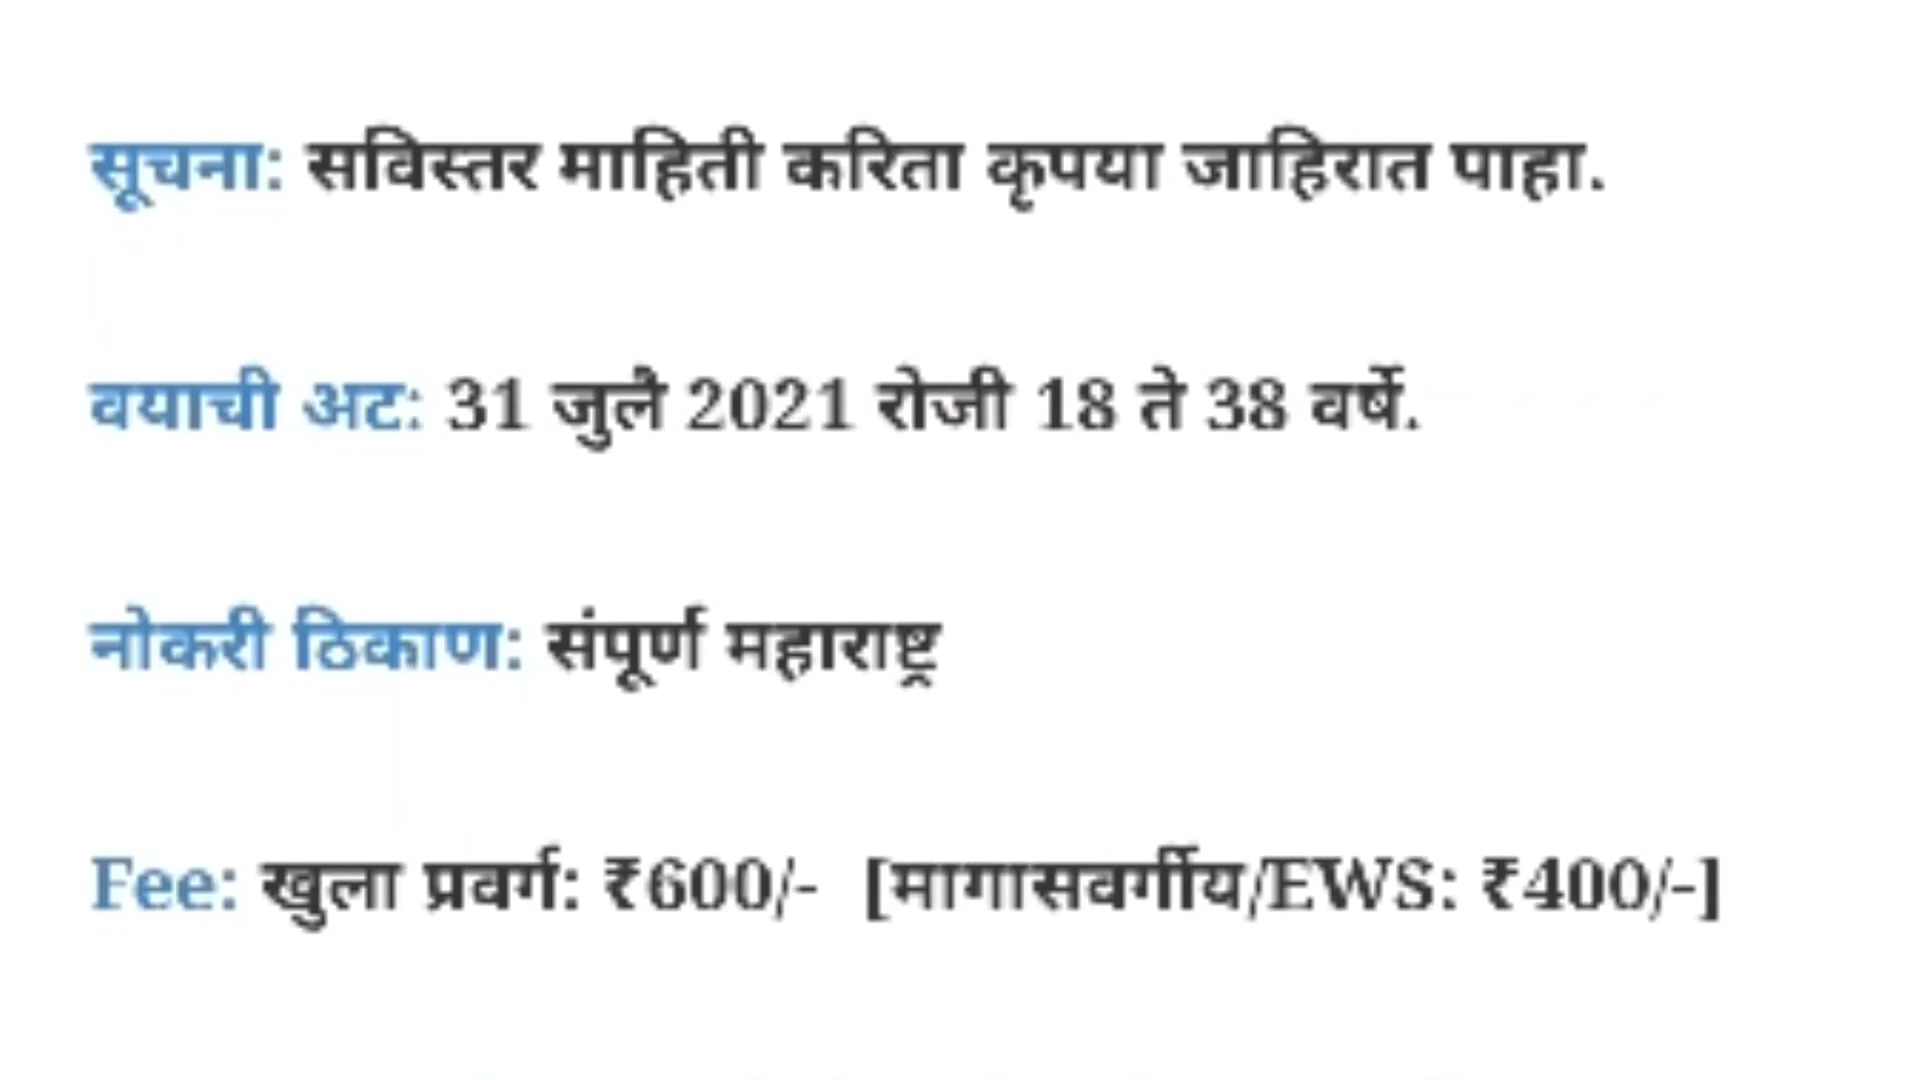 सूचना: सविस्तर माहिती करिता कृपया जाहिरात पाहा.
वयाची अट: 31 जुलै 2021 रोजी 18 ते 38 वर्षे.
नोकरी ठिकाण: संपूर्ण महाराष्ट्र
Fee: खुला प्रवर्ग: ₹600/- [मागासवर्गीय/EWS: ₹400/-]